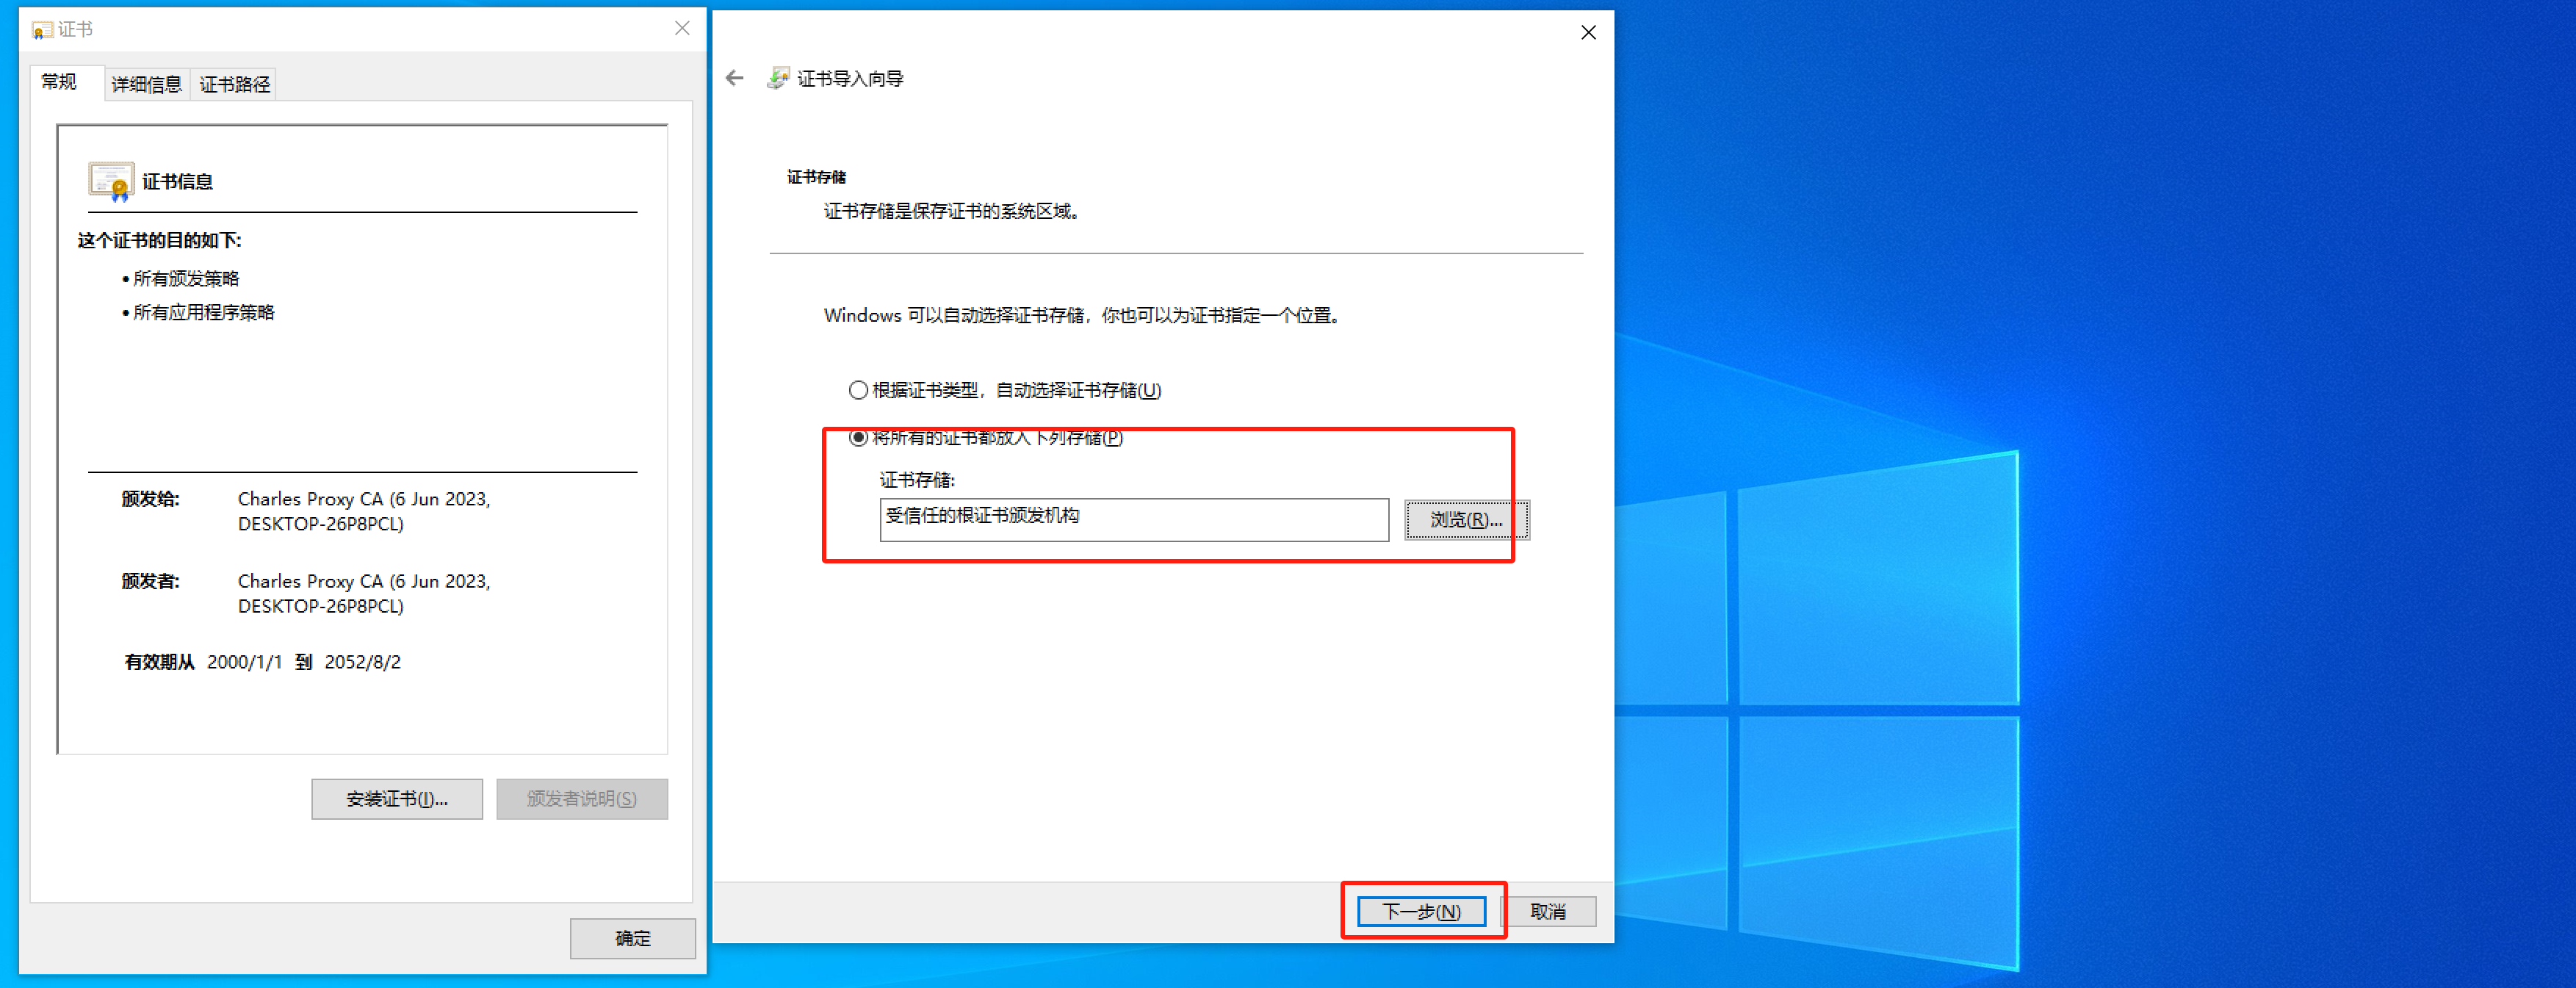 证书
常规
详细信息
证书路径
证书信息
这个证书的目的如下:
• 所有颁发策略
• 所有应用程序策略
颁发给: Charles Proxy CA (6 Jun 2023,
DESKTOP-26P8PCL)
颁发者: Charles Proxy CA (6 Jun 2023,
DESKTOP-26P8PCL)
有效期从 2000/1/1 到 2052/8/2
安装证书(I)...
颁发者说明(S)
确定
证书导入向导
证书存储
证书存储是保存证书的系统区域。
Windows 可以自动选择证书存储，你也可以为证书指定一个位置。
根据证书类型，自动选择证书存储(U)
将所有的证书都放入下列存储(P)
证书存储:
受信任的根证书颁发机构
浏览(R)...
下一步(N)
取消